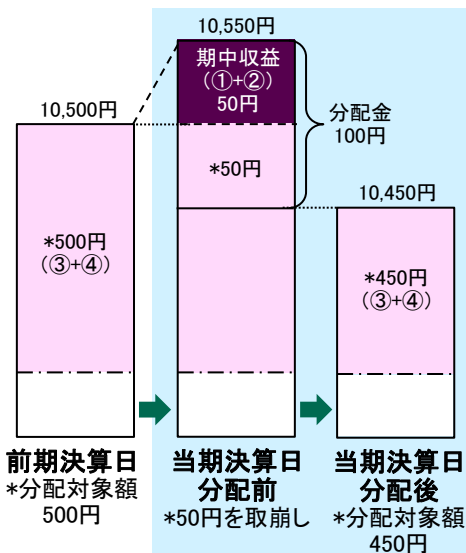 10,550円
期中収益
(①+②)
50円
分配金
100円
10,500円
*50円
10,450円
*500円
(③+④)
*450円
(③+④)
前期決算日
*分配対象額
500円
当期決算日
分配前
*50円を取崩し
当期決算日
分配後
*分配対象額
450円